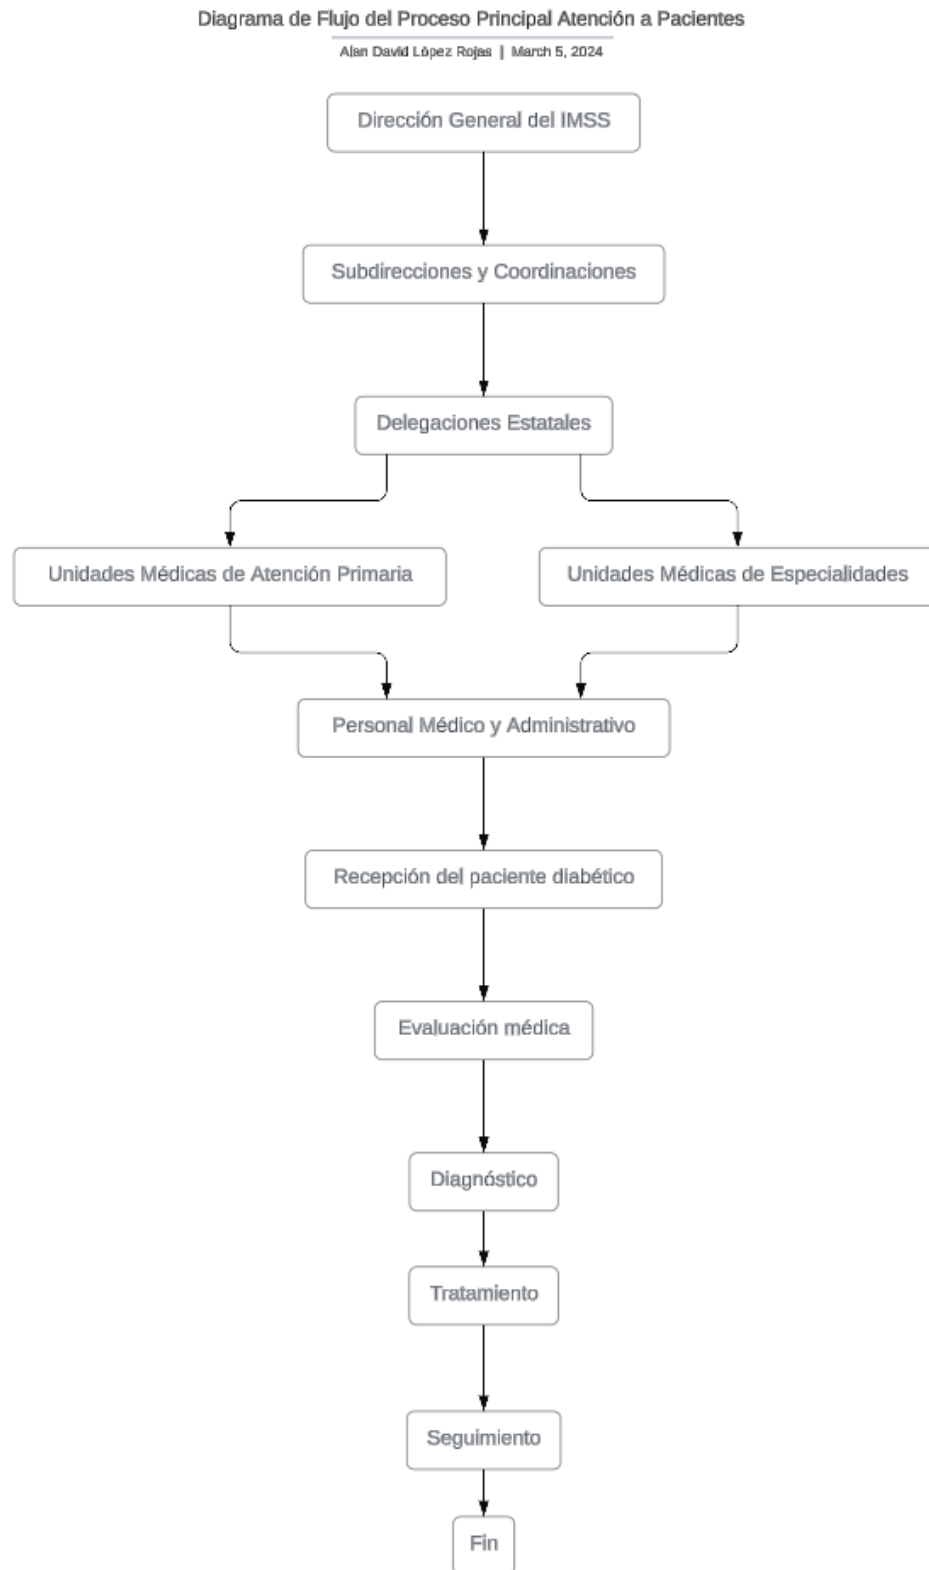 Diagrama de Flujo del Proceso Principal Atención a Pacientes
Alan David López Rojas | March 5, 2024
Dirección General del IMSS
Subdirecciones y Coordinaciones
Delegaciones Estatales
Unidades Médicas de Atención Primaria
Unidades Médicas de Especialidades
Personal Médico y Administrativo
Recepción del paciente diabético
Evaluación médica
Diagnóstico
Tratamiento
Seguimiento
Fin